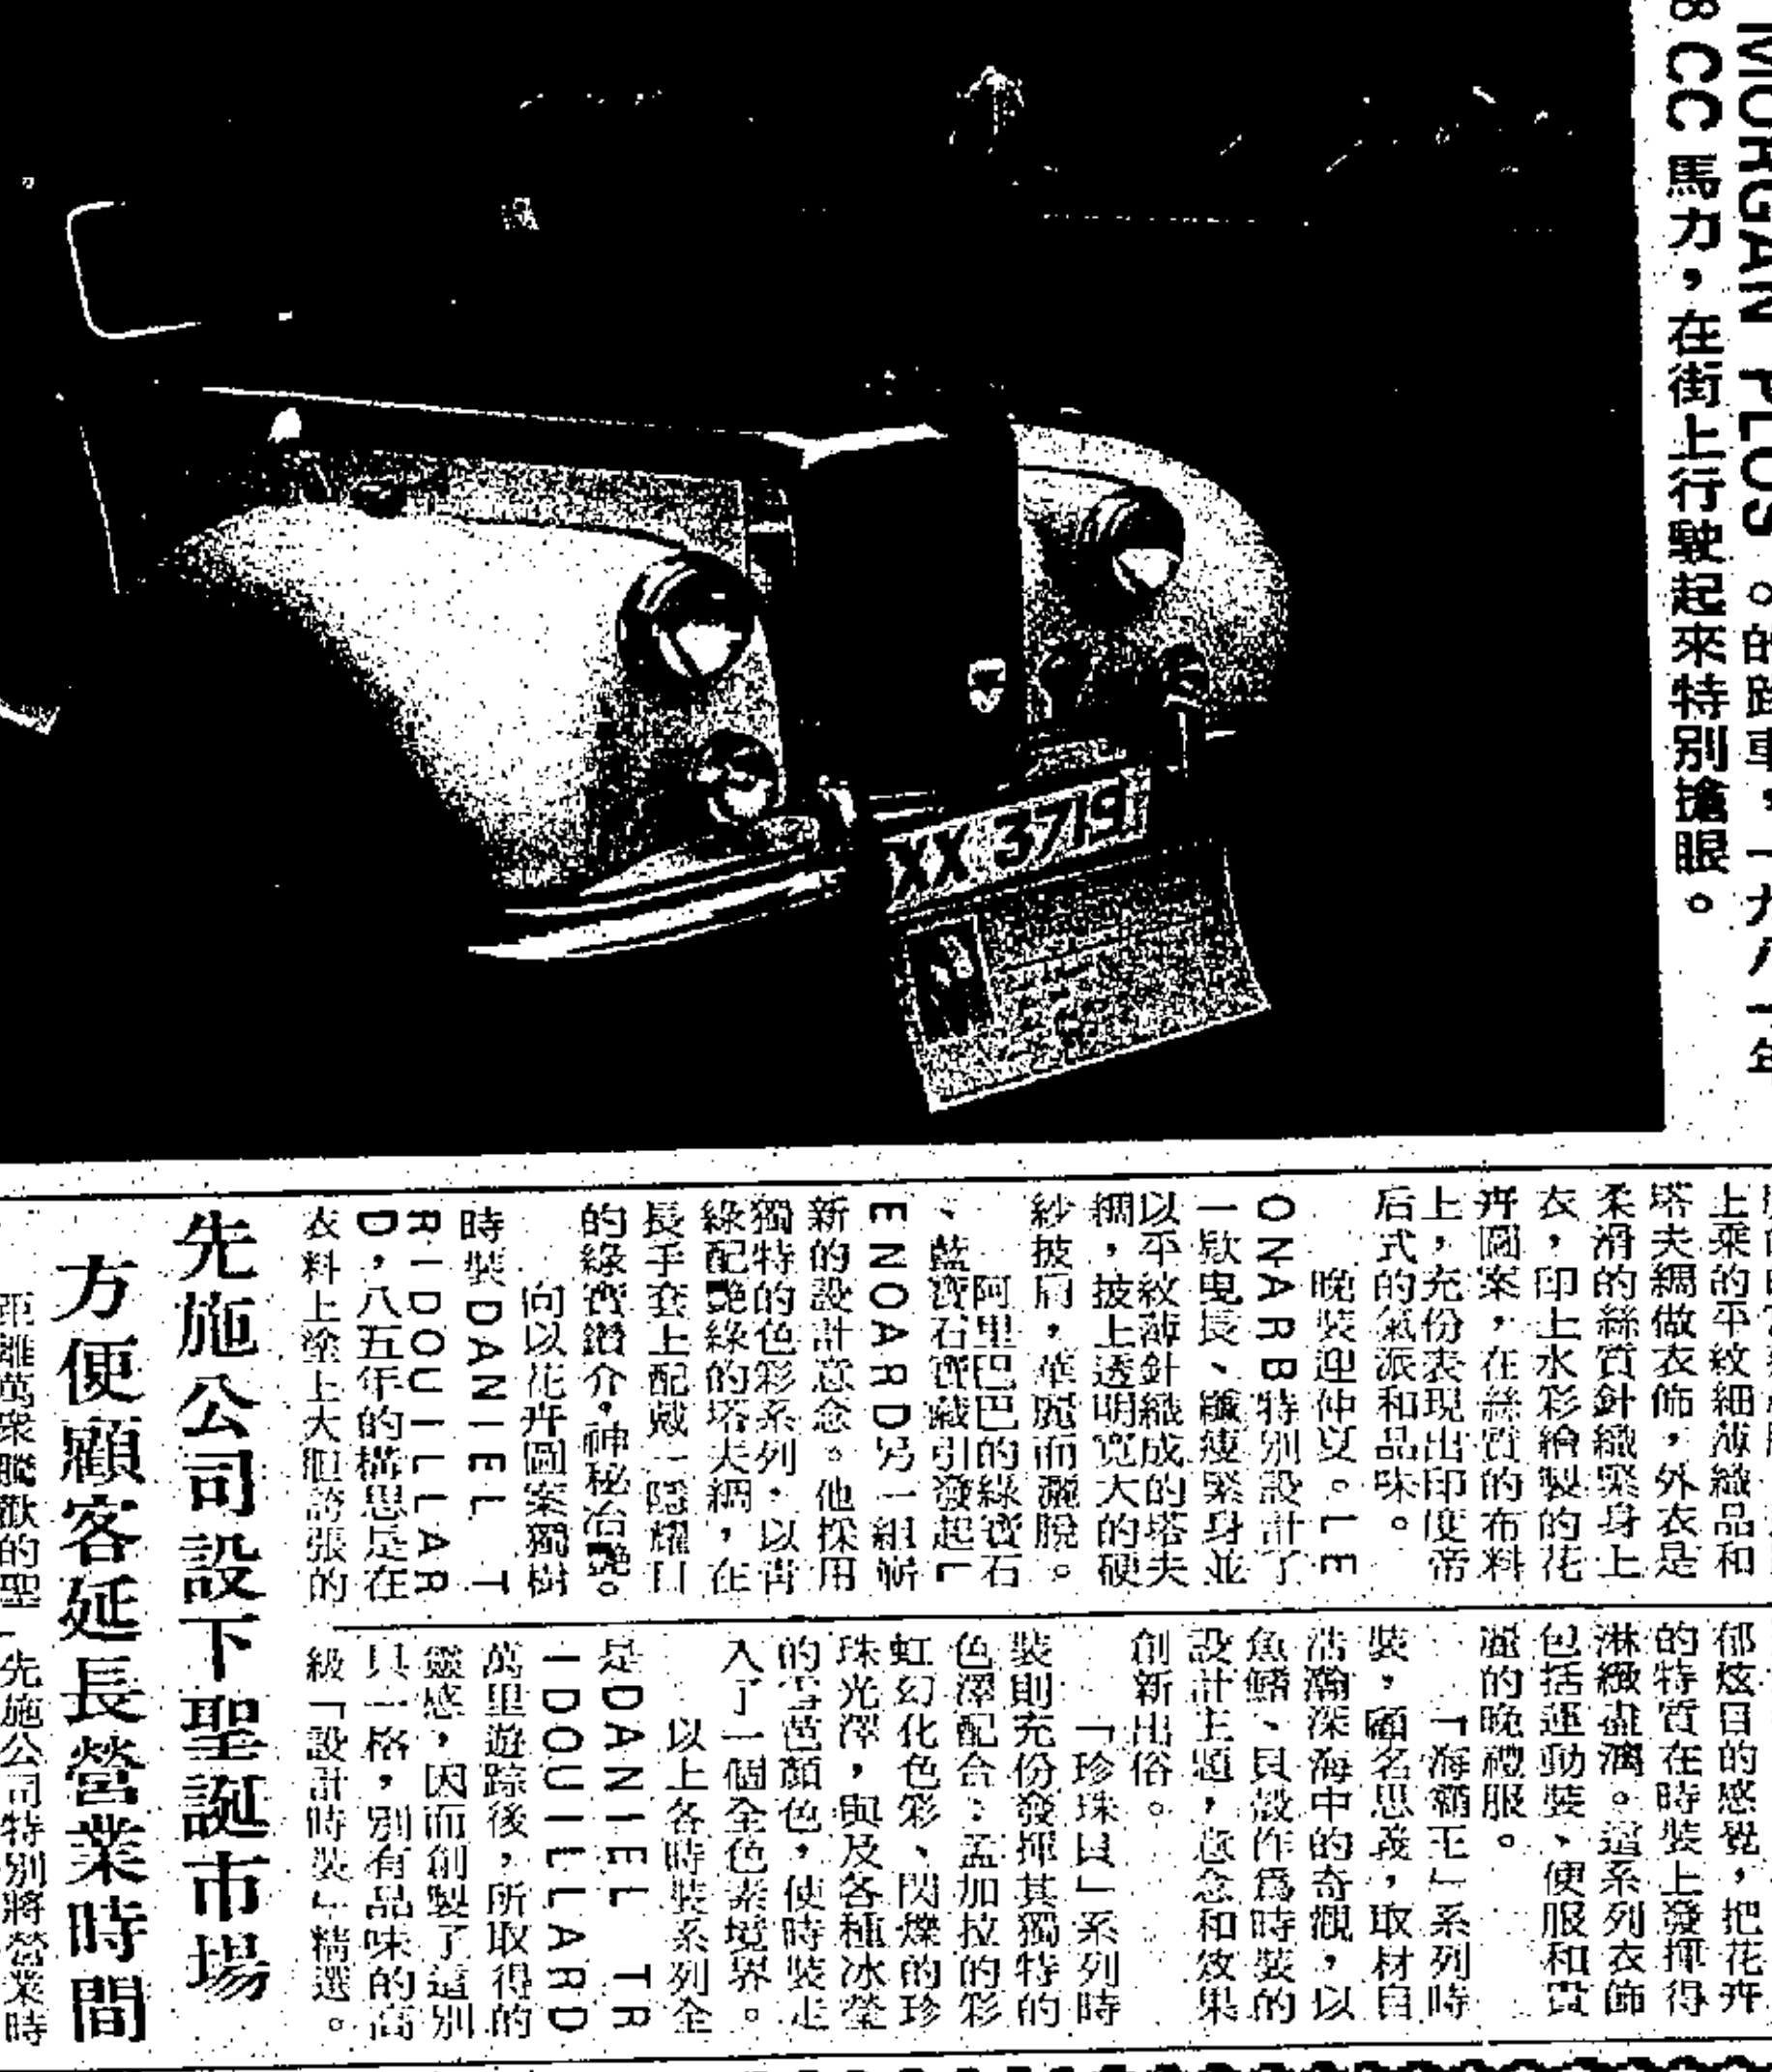 MORGAN PLUS 。的跑車，一九八一年
8 CC 馬力，在街上行駛起來特別搶眼。
XX 3719
上乘的平紋細薄織品和
塔夫綢做衣飾，外衣是
柔滑的絲質針織緊身上
衣，印上水彩繪製的花
卉圖案，在絲質的布料
上，充份表現出印度帝
后式的氣派和品味。
晚裝迎仲夏。LE
ONARB特別設計了
一款曳長、纖瘦緊身並
以平紋薄針織成的塔夫
綢，披上透明寬大的硬
紗披肩，華麗而灑脫。
阿里巴巴的綠寶石
、藍寶石寶藏引發起L
ENOARD另一組嶄
新的設計意念。他採用
獨特的色彩系列，以青
綠配艷綠的塔夫綢，在
長手套上配戴一隱耀目
的綠寶鑽介，神秘冶艷。
向以花卉圖案獨樹
時裝DANIEL T
RIDOUILLAR
D，八五年的構思是在
衣料上塗上大胆誇張的
郁炫目的感覺，把花卉
的特質在時裝上發揮得
淋緻盡漓。這系列衣飾
包括運動裝、便服和貴
麗的晚禮服。
「海霸王」系列時
裝，顧名思義，取材自
浩瀚深海中的奇觀，以
魚鰭、貝殼作爲時裝的
設計主題，意念和效果
創新出俗。
「珍珠貝」系列時
裝則充份發揮其獨特的
色澤配合：孟加拉的彩
虹幻化色彩、閃爍的珍
珠光澤，與及各種冰瑩
的雪芭顏色，使時裝走
入了一個全色素境界。
以上各時裝系列全
是DANIEL TR
IDOUILLARD
萬里遊踪後，所取得的
靈感，因而創製了這別
具一格，別有品味的高
級「設計時裝」精選。
先施公司設下聖誕市場
方便顧客延長營業時間
距離萬衆騰歡的聖
先施公司特別將營業時